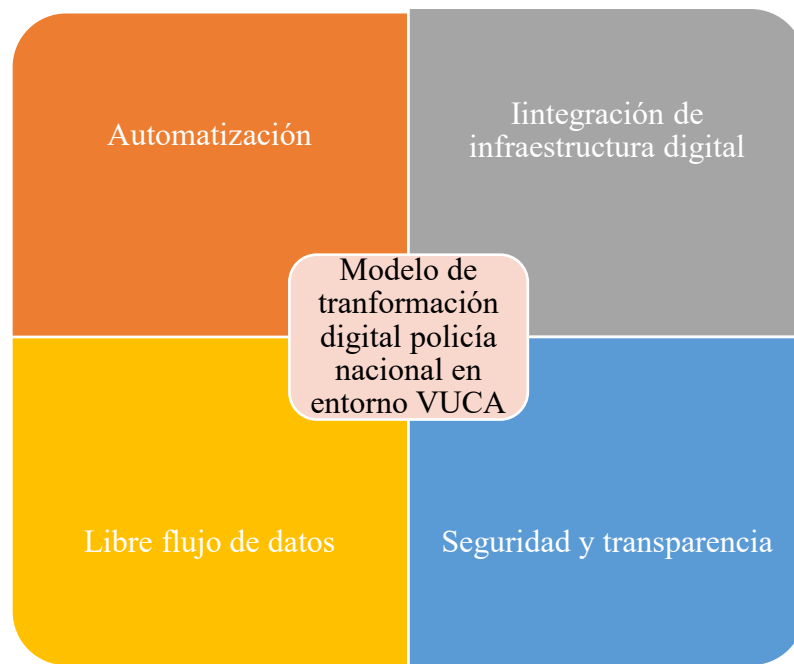 Automatización
Iintegración de
infraestructura digital
Modelo de
tranformación
digital policía
nacional en
entorno VUCA
Libre flujo de datos
Seguridad y transparencia